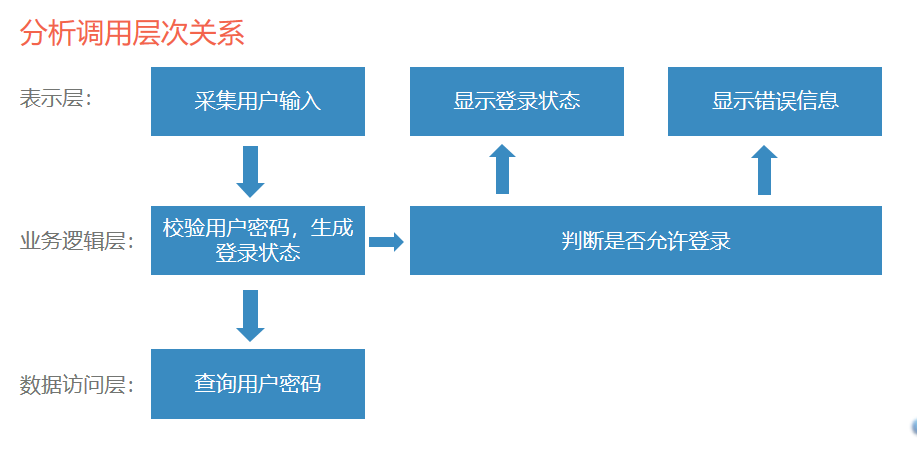 分析调用层次关系
表示层：
采集用户输入
显示登录状态
显示错误信息
业务逻辑层：
校验用户密码，生成
登录状态
判断是否允许登录
数据访问层：
查询用户密码